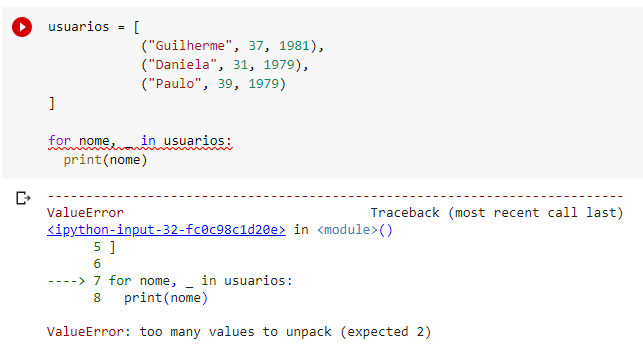 usuarios = [
("Guilherme", 37, 1981),
("Daniela", 31, 1979),
("Paulo", 39, 1979)
]
for nome, _ in usuarios:
print(nome)
---------------------------------------------------------------------------
ValueError Traceback (most recent call last)
<ipython-input-32-fc0c98c1d20e> in <module>()
5 ]
6
----> 7 for nome, _ in usuarios:
8 print(nome)
ValueError: too many values to unpack (expected 2)